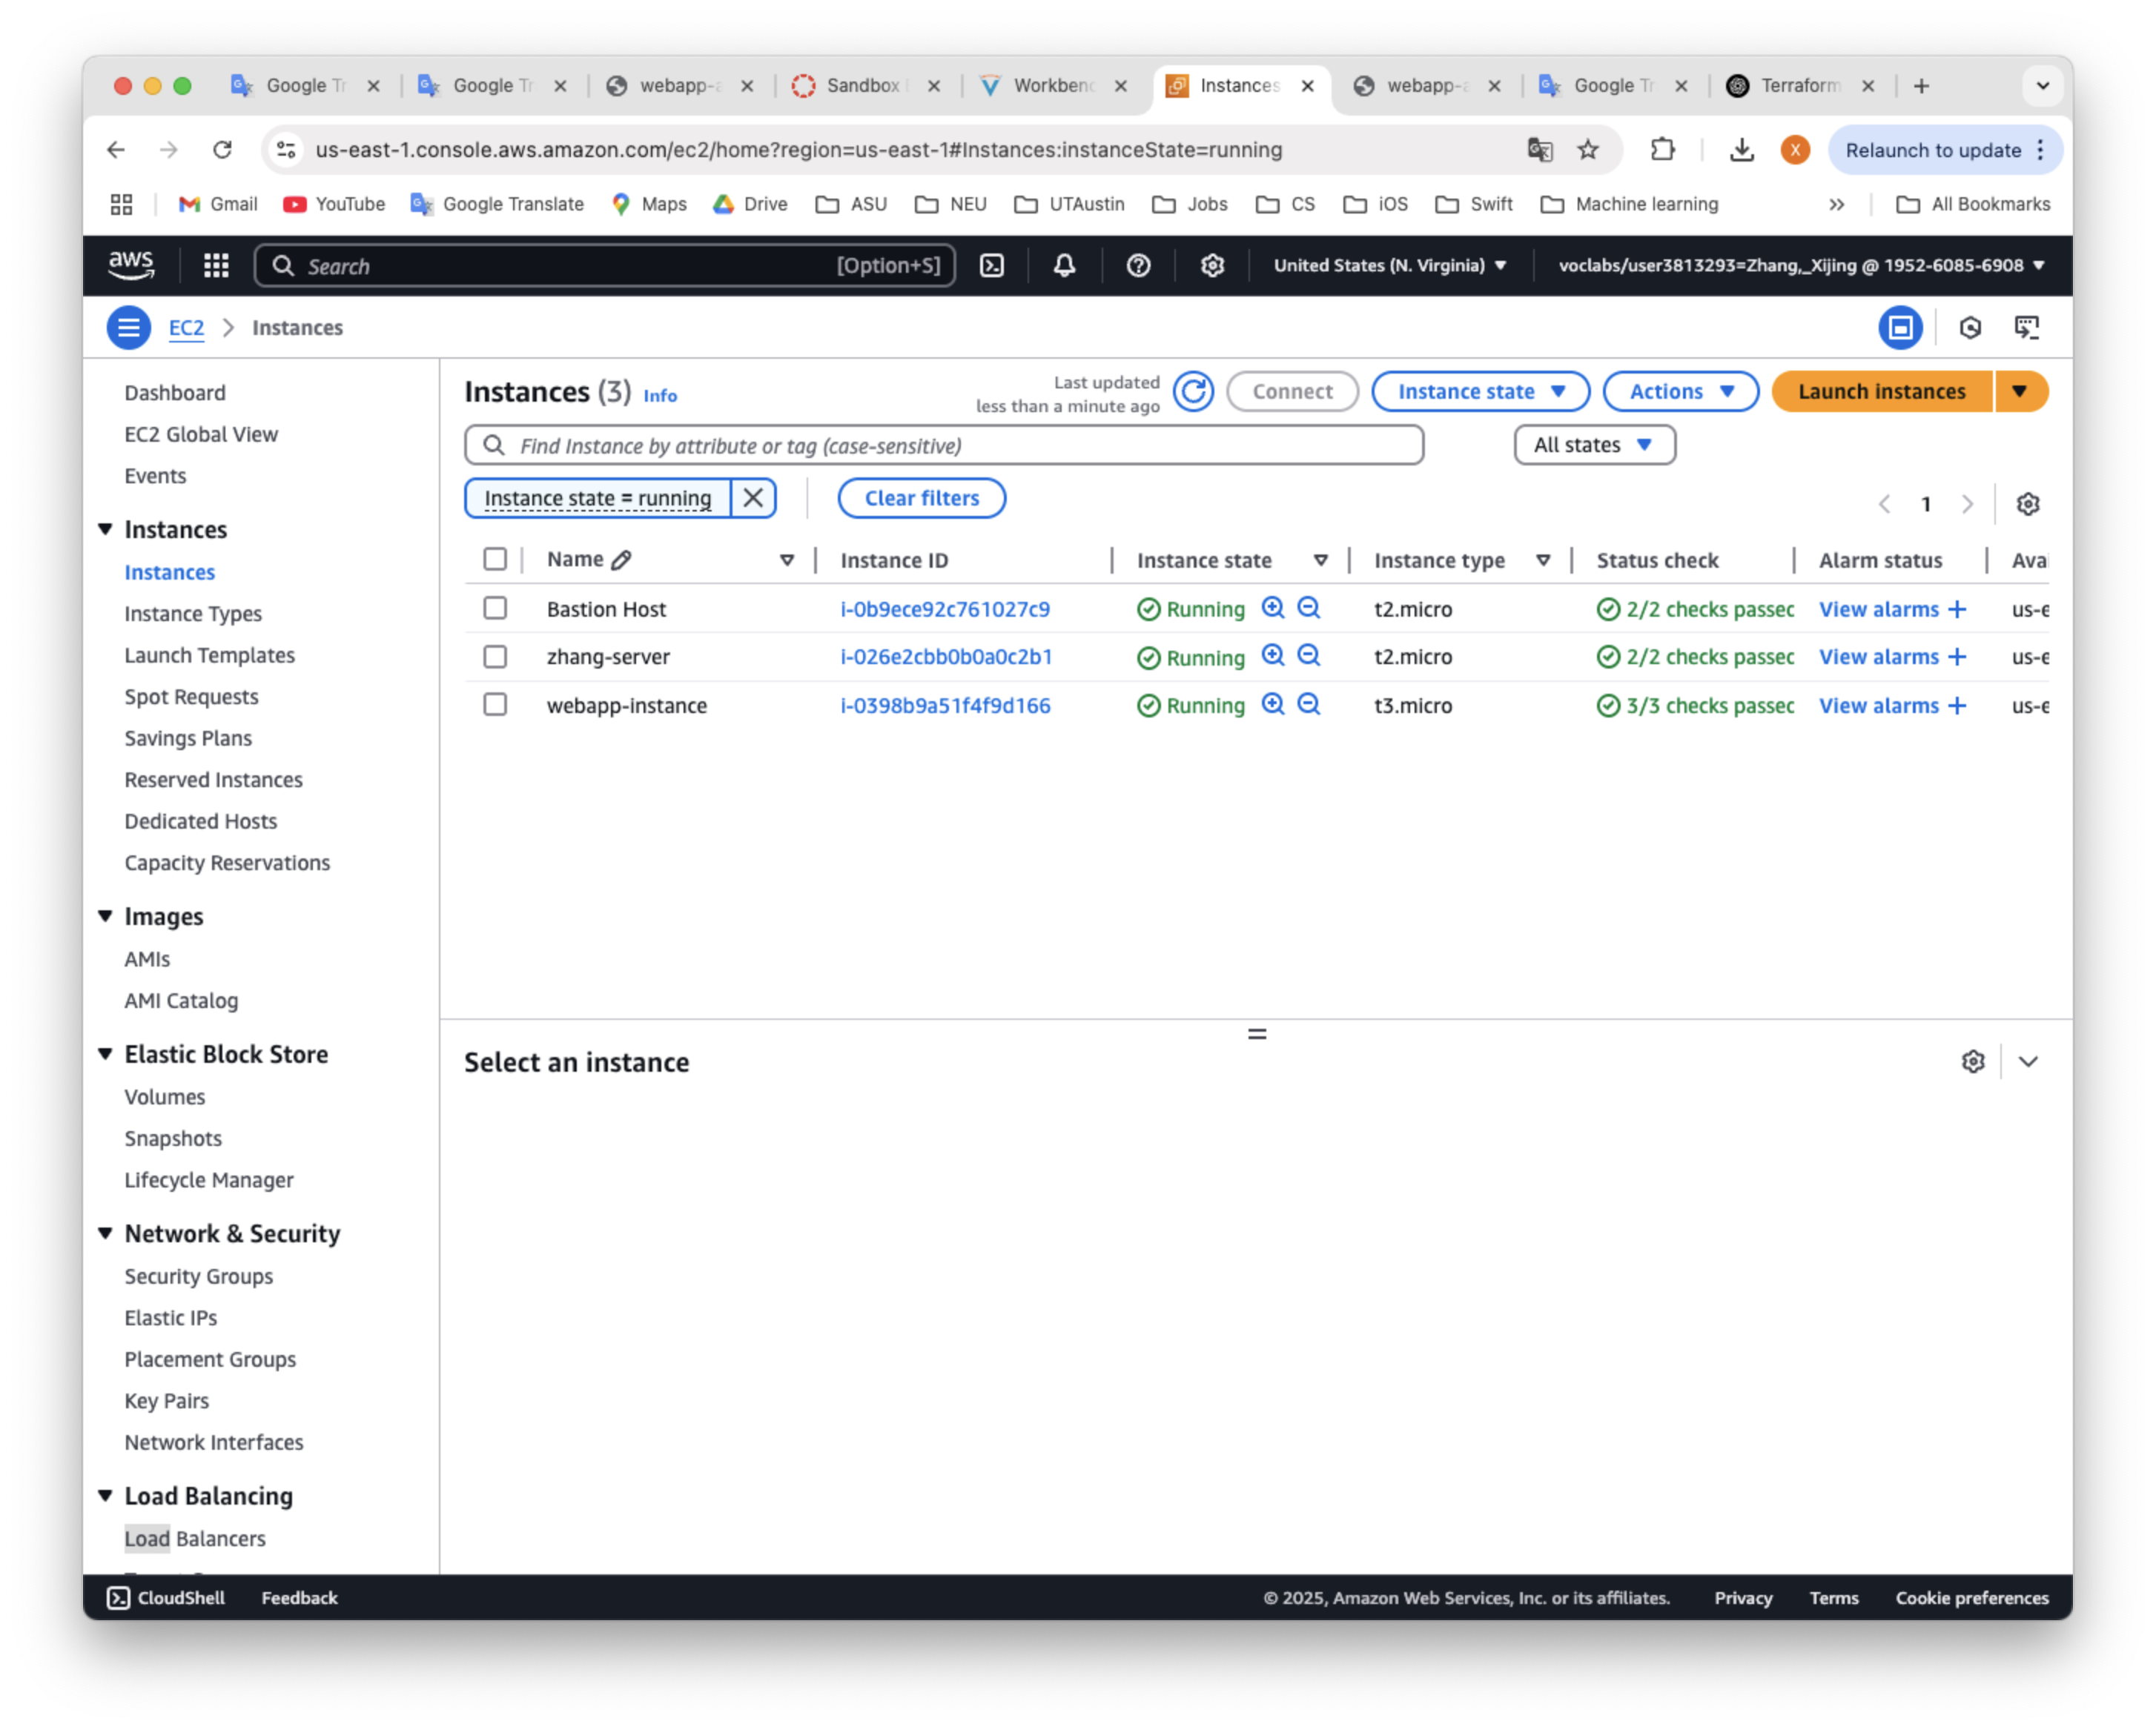 Google Tr
Google Tr
webapp-a
Sandbox
Workbenc
Instances
webapp-a
Google Tr
Terraform
us-east-1.console.aws.amazon.com/ec2/home?region=us-east-1#Instances:instanceState=running
X
Relaunch to update
Gmail
YouTube
Google Translate
Maps
Drive
ASU
NEU
UTAustin
Jobs
CS
iOS
Swift
Machine learning
All Bookmarks
aws
Search
[Option+S]
United States (N. Virginia)
voclabs/user3813293=Zhang,_Xijing @ 1952-6085-6908
EC2
Instances
Dashboard
EC2 Global View
Events
Instances
Instances
Instance Types
Launch Templates
Spot Requests
Savings Plans
Reserved Instances
Dedicated Hosts
Capacity Reservations
Images
AMIs
AMI Catalog
Elastic Block Store
Volumes
Snapshots
Lifecycle Manager
Network & Security
Security Groups
Elastic IPs
Placement Groups
Key Pairs
Network Interfaces
Load Balancing
Load Balancers
Instances (3) Info
Last updated
less than a minute ago
Connect
Instance state
Actions
Launch instances
Find Instance by attribute or tag (case-sensitive)
All states
Instance state = running
Clear filters
1
Name Instance ID Instance state Instance type Status check Alarm status Avai
Bastion Host i-0b9ece92c761027c9 Running t2.micro 2/2 checks passec View alarms + us-e
zhang-server i-026e2cbb0b0a0c2b1 Running t2.micro 2/2 checks passec View alarms + us-e
webapp-instance i-0398b9a51f4f9d166 Running t3.micro 3/3 checks passec View alarms + us-e
Select an instance
CloudShell
Feedback
© 2025, Amazon Web Services, Inc. or its affiliates.
Privacy
Terms
Cookie preferences